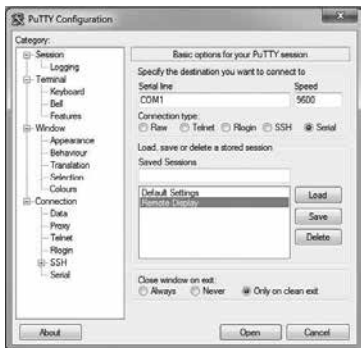 PuTTY Configuration
Category:
Session
Logging
Terminal
Keyboard
Bell
Features
Window
Appearance
Behaviour
Translation
Selection
Colours
Connection
Data
Proxy
Telnet
Rlogin
SSH
Serial
Basic options for your PuTTY session
Specify the destination you want to connect to
Serial line Speed
COM1 9600
Connection type:
Raw Telnet Rlogin SSH Serial
Load, save or delete a stored session
Saved Sessions
Default Settings
Remote Display
Load
Save
Delete
Close window on exit:
Always Never Only on clean exit
About Open Cancel